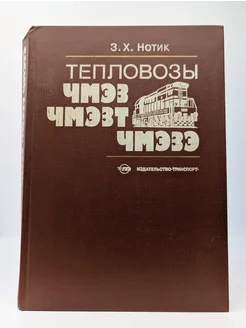 З. Х. Нотик
ТЕПЛОВОЗЫ
ЧМЭ3
ЧМЭ3Т
ЧМЭ3Э
ИЗДАТЕЛЬСТВО «ТРАНСПОРТ»